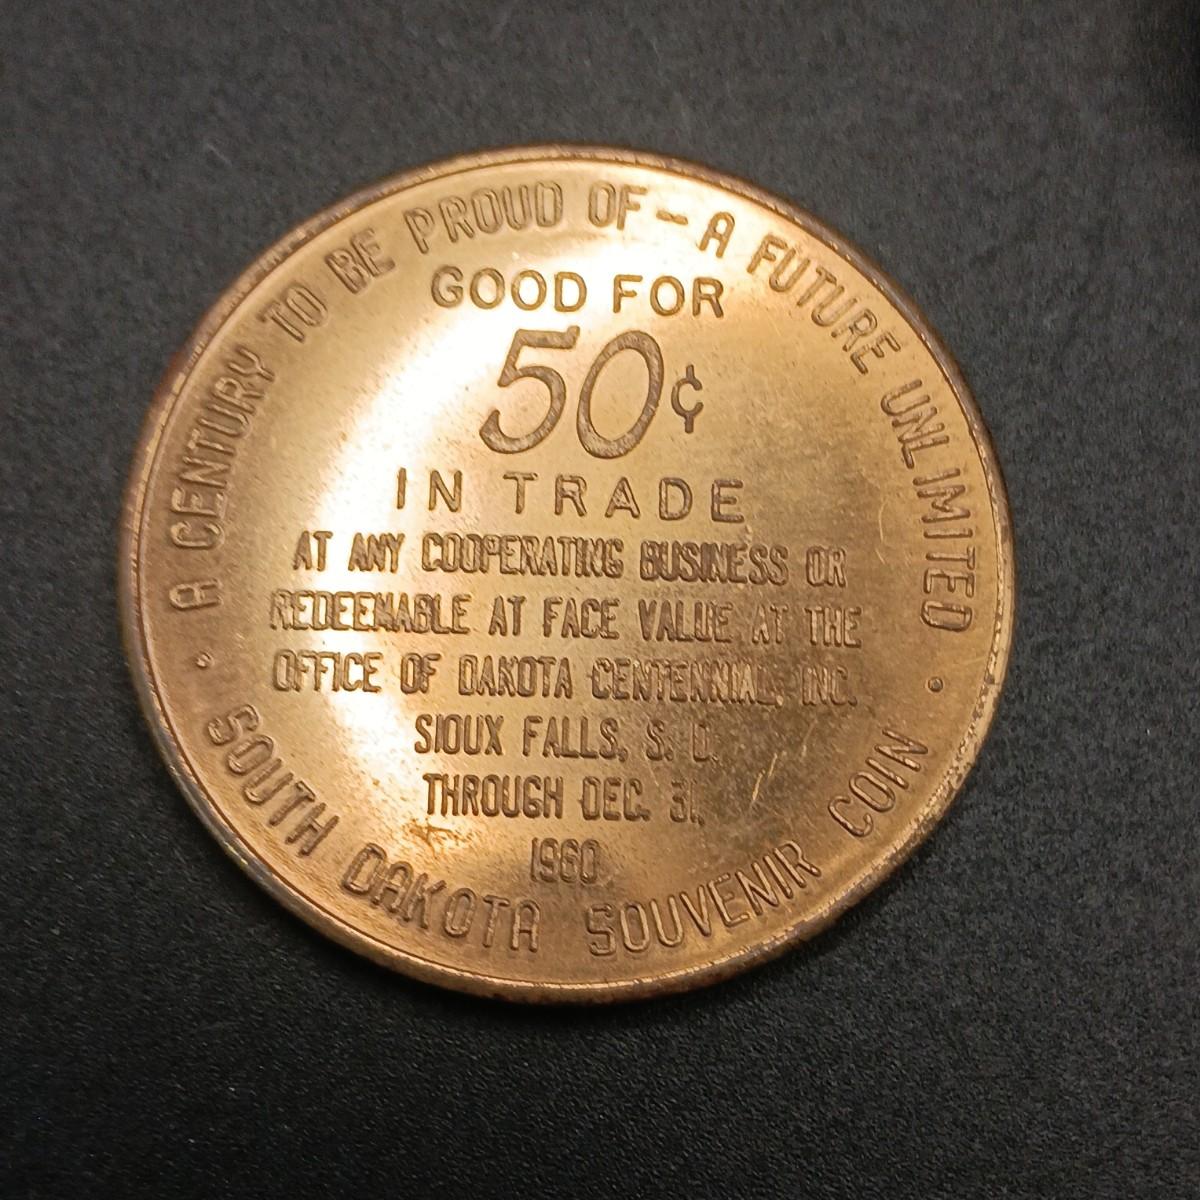 A CENTURY TO BE PROUD OF - A FUTURE UNLIMITED
GOOD FOR
50¢
IN TRADE
AT ANY COOPERATING BUSINESS OR
REDEEMABLE AT FACE VALUE AT THE
OFFICE OF DAKOTA CENTENNIAL, INC.
SIOUX FALLS, S. D.
THROUGH DEC. 31,
1960
• SOUTH DAKOTA SOUVENIR COIN •